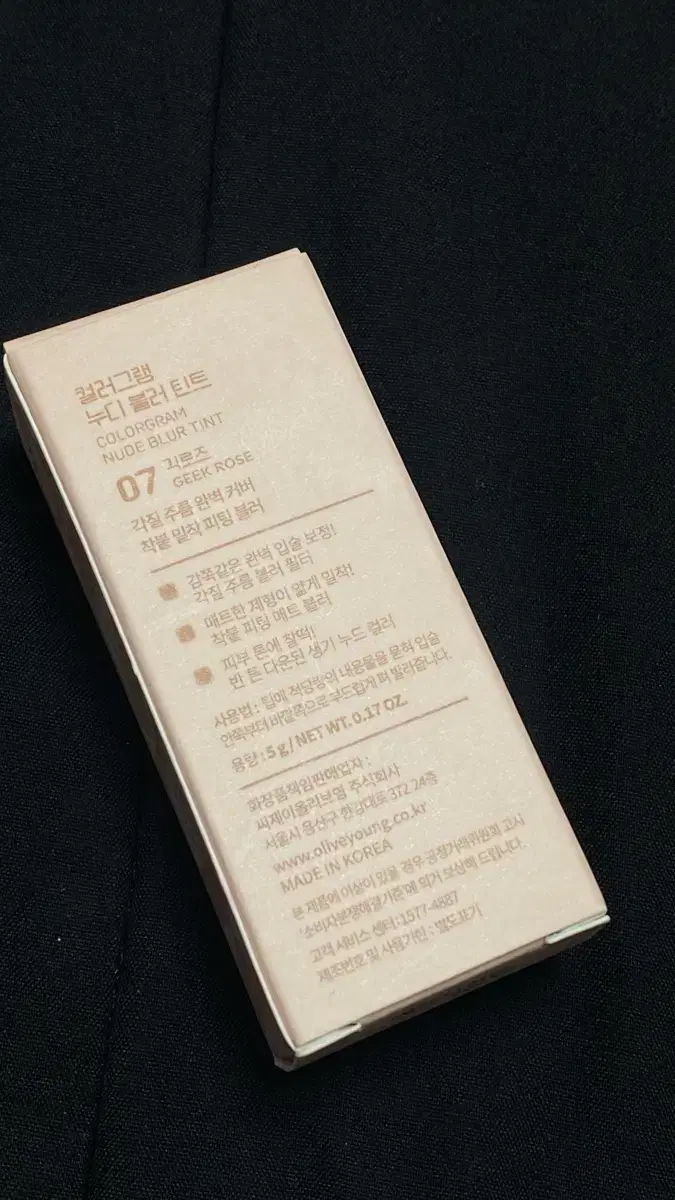 컬러그램
누디 블러 틴트
COLORGRAM
NUDE BLUR TINT
07 긱로즈
GEEK ROSE
각질 주름 완벽 커버
착붙 밀착 피팅 블러
감쪽같은 완벽 입술 보정!
각질 주름 블러 필터
매트한 제형이 얇게 밀착!
착붙 피팅 매트 블러
피부 톤에 찰떡!
반 톤 다운된 생기 누드 컬러
사용법 : 팁에 적당량의 내용물을 묻혀 입술
안쪽부터 바깥쪽으로 부드럽게 펴 발라줍니다.
용량 : 5 g / NET WT. 0.17 OZ.
화장품책임판매업자 :
씨제이올리브영 주식회사
서울시 용산구 한강대로 372 24층
www.oliveyoung.co.kr
MADE IN KOREA
본 제품에 이상이 있을 경우 공정거래위원회 고시
'소비자분쟁해결기준'에 의거 보상해 드립니다.
고객 서비스 센터 : 1577-4887
제조번호 및 사용기한 : 별도표기